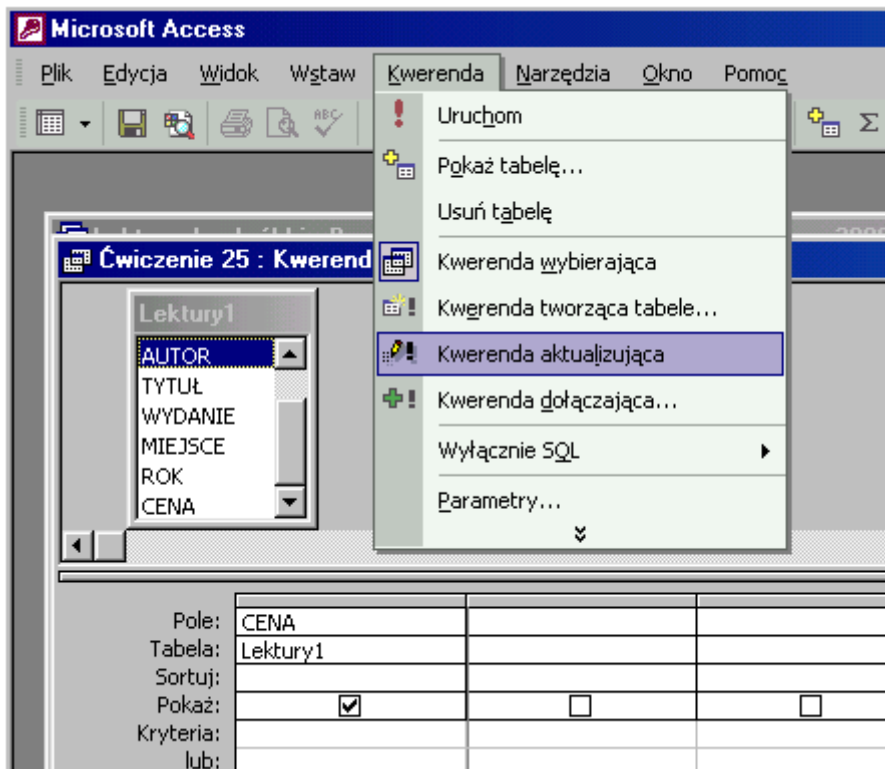 Microsoft Access
Plik Edycja Widok Wstaw Kwerenda Narzędzia Okno Pomoc
ABC Σ
Uruchom
Pokaż tabelę...
Usuń tabelę
Kwerenda wybierająca
Kwerenda tworząca tabele...
Kwerenda aktualizująca
Kwerenda dołączająca...
Wyłącznie SQL
Parametry...
Ćwiczenie 25 : Kwerend
Lektury1
AUTOR
TYTUŁ
WYDANIE
MIEJSCE
ROK
CENA
Pole: CENA
Tabela: Lektury1
Sortuj:
Pokaż:
Kryteria:
lub: